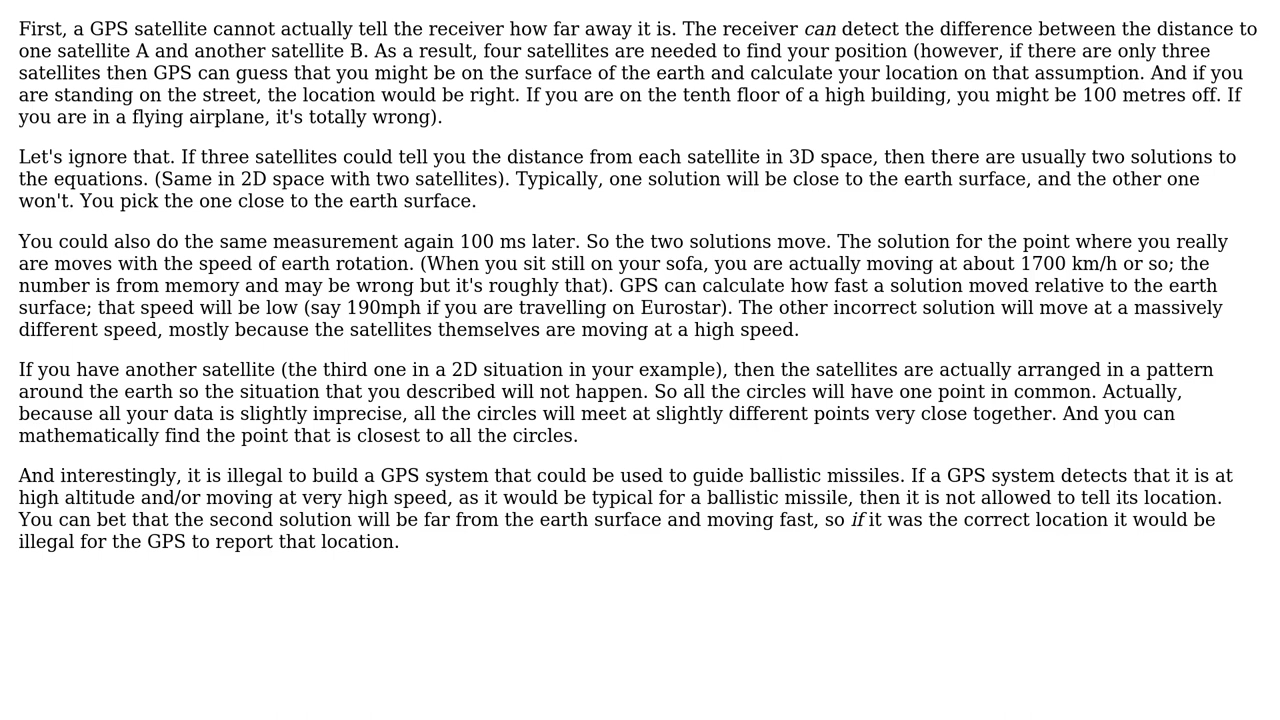 First, a GPS satellite cannot actually tell the receiver how far away it is. The receiver can detect the difference between the distance to
one satellite A and another satellite B. As a result, four satellites are needed to find your position (however, if there are only three
satellites then GPS can guess that you might be on the surface of the earth and calculate your location on that assumption. And if you
are standing on the street, the location would be right. If you are on the tenth floor of a high building, you might be 100 metres off. If
you are in a flying airplane, it's totally wrong).
Let's ignore that. If three satellites could tell you the distance from each satellite in 3D space, then there are usually two solutions to
the equations. (Same in 2D space with two satellites). Typically, one solution will be close to the earth surface, and the other one
won't. You pick the one close to the earth surface.
You could also do the same measurement again 100 ms later. So the two solutions move. The solution for the point where you really
are moves with the speed of earth rotation. (When you sit still on your sofa, you are actually moving at about 1700 km/h or so; the
number is from memory and may be wrong but it's roughly that). GPS can calculate how fast a solution moved relative to the earth
surface; that speed will be low (say 190mph if you are travelling on Eurostar). The other incorrect solution will move at a massively
different speed, mostly because the satellites themselves are moving at a high speed.
If you have another satellite (the third one in a 2D situation in your example), then the satellites are actually arranged in a pattern
around the earth so the situation that you described will not happen. So all the circles will have one point in common. Actually,
because all your data is slightly imprecise, all the circles will meet at slightly different points very close together. And you can
mathematically find the point that is closest to all the circles.
And interestingly, it is illegal to build a GPS system that could be used to guide ballistic missiles. If a GPS system detects that it is at
high altitude and/or moving at very high speed, as it would be typical for a ballistic missile, then it is not allowed to tell its location.
You can bet that the second solution will be far from the earth surface and moving fast, so if it was the correct location it would be
illegal for the GPS to report that location.